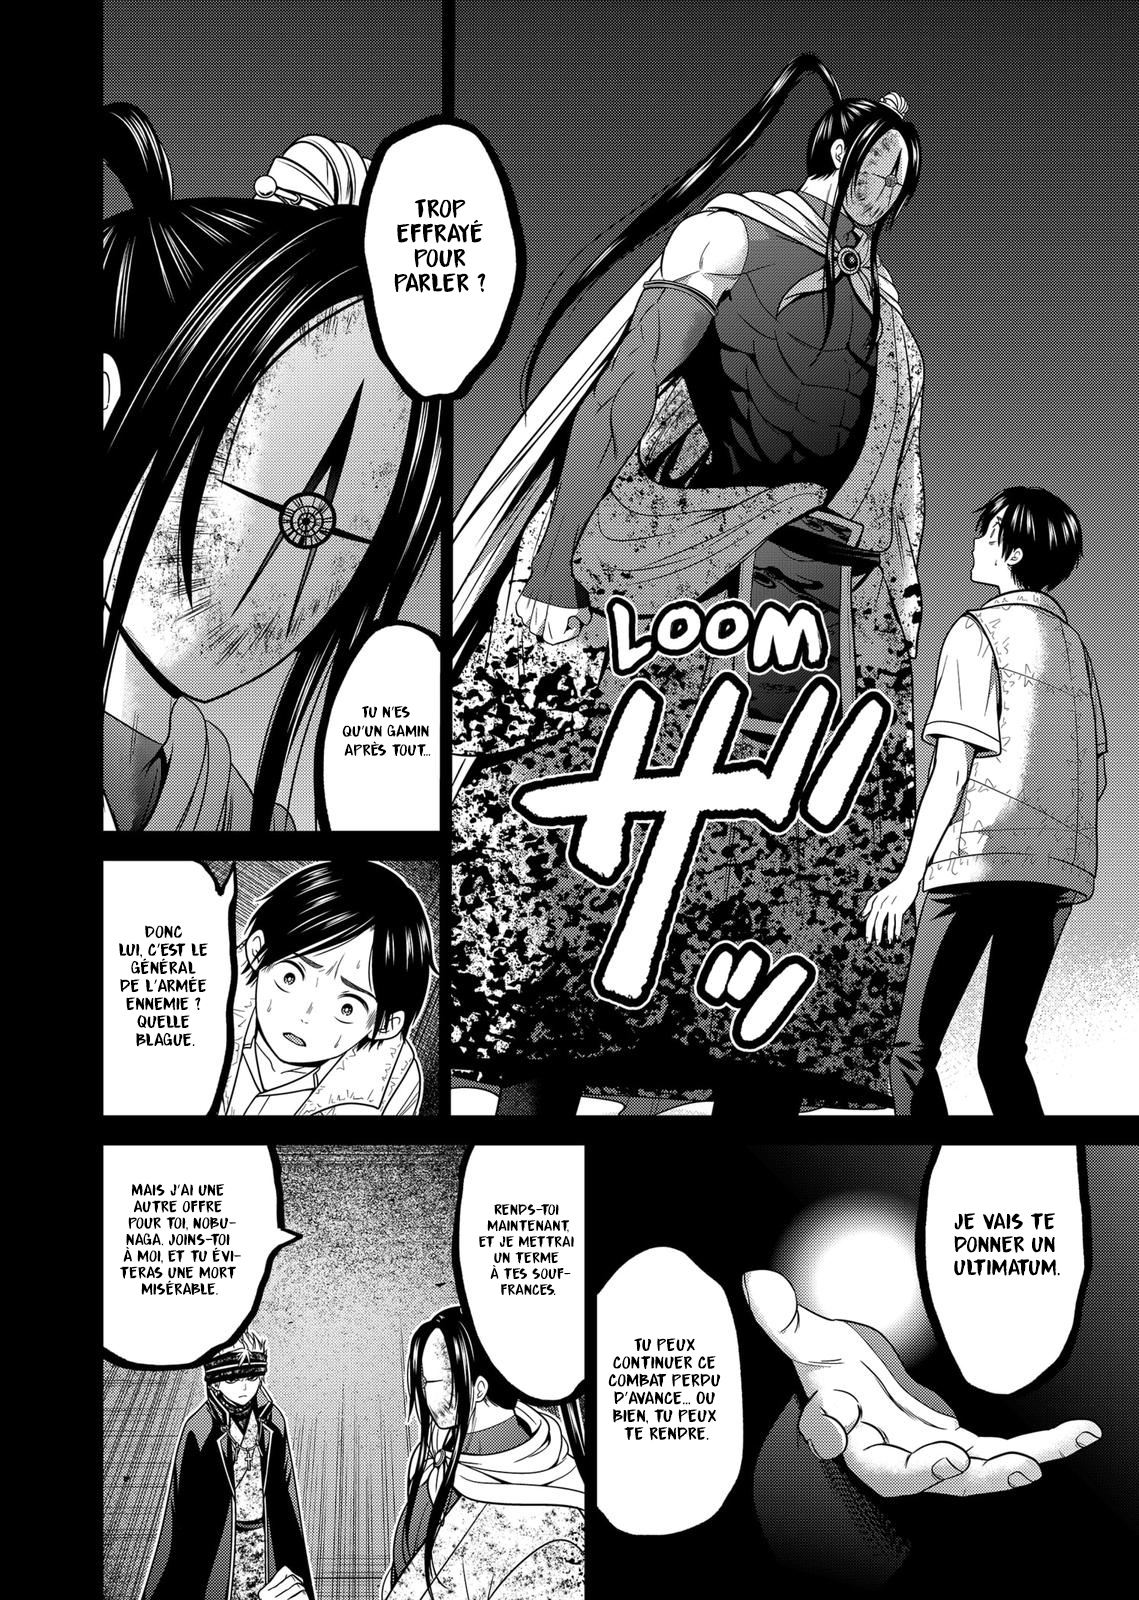 LOOM
ザッ
TROP
EFFRAYÉ
POUR
PARLER ?
TU N'ES
QU'UN GAMIN
APRÈS TOUT...
DONC
LUI, C'EST LE
GÉNÉRAL
DE L'ARMÉE
ENNEMIE ?
QUELLE
BLAGUE.
JE VAIS TE
DONNER UN
ULTIMATUM.
TU PEUX
CONTINUER CE
COMBAT PERDU
D'AVANCE... OU
BIEN, TU PEUX
TE RENDRE.
RENDS-TOI
MAINTENANT,
ET JE METTRAI
UN TERME
À TES SOUF-
FRANCES.
MAIS J'AI UNE
AUTRE OFFRE
POUR TOI, NOBU-
NAGA. JOINS-TOI
À MOI, ET TU ÉVI-
TERAS UNE MORT
MISÉRABLE.